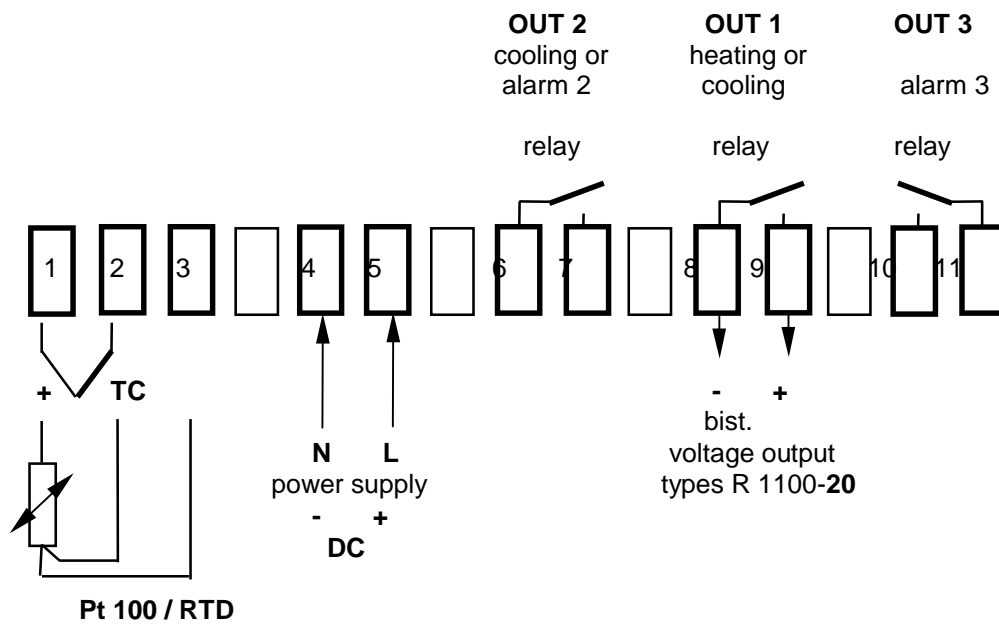 OUT 2 OUT 1 OUT 3
cooling or heating or
alarm 2 cooling alarm 3
relay relay relay
1 2 3 4 5 6 7 8 9 10 11
+ TC - +
bist.
N L voltage output
power supply types R 1100-20
- +
DC
Pt 100 / RTD